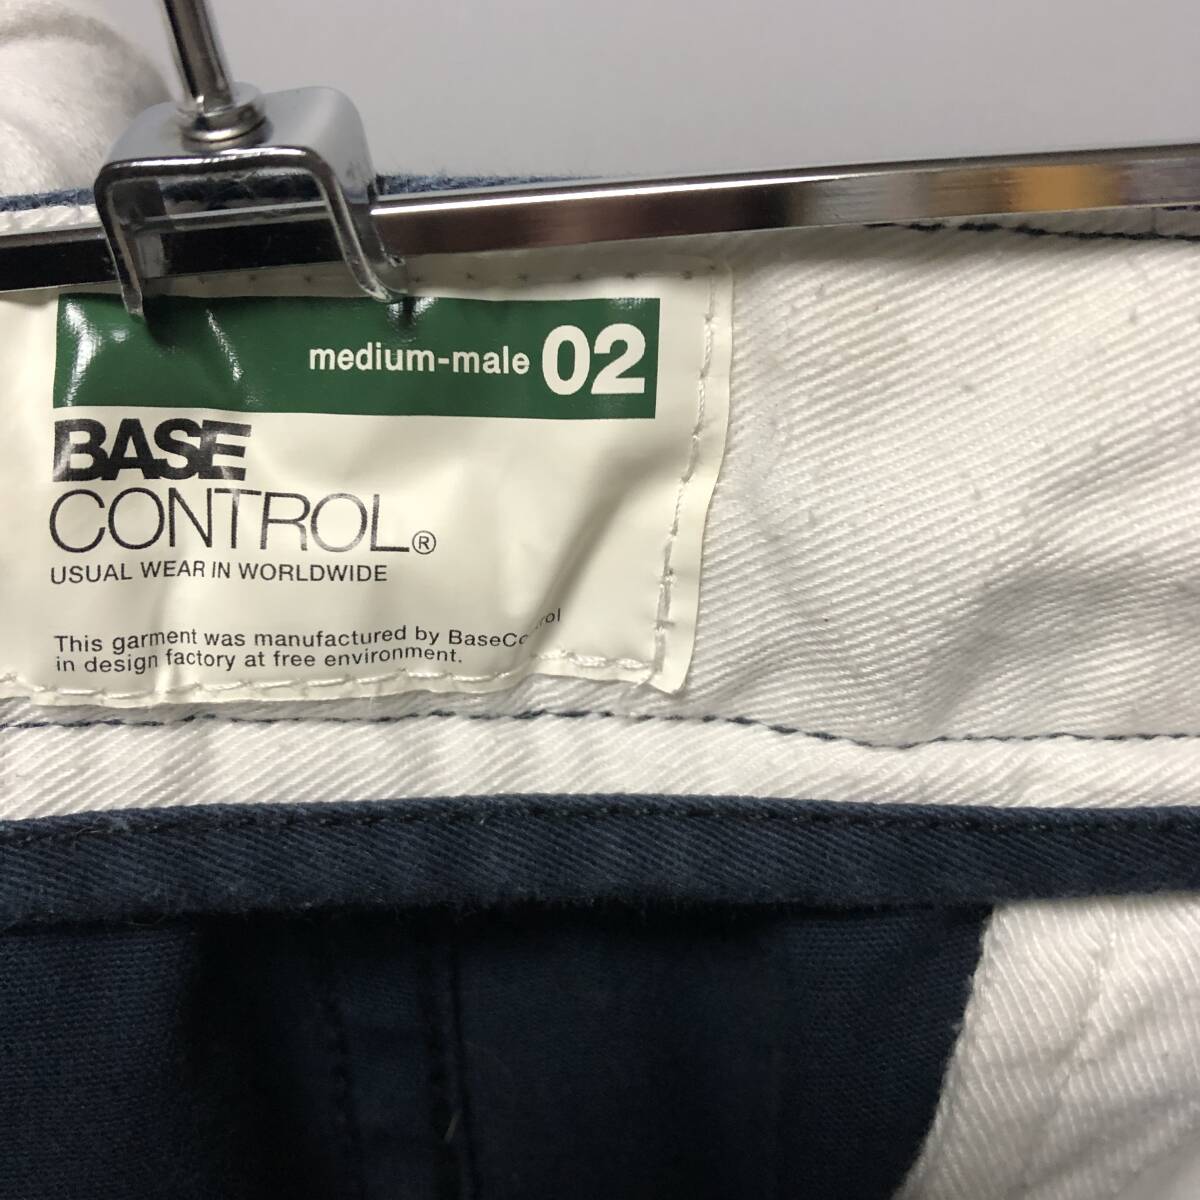 medium-male 02
BASE
CONTROL®
USUAL WEAR IN WORLDWIDE
This garment was manufactured by
in design factory at free environment.